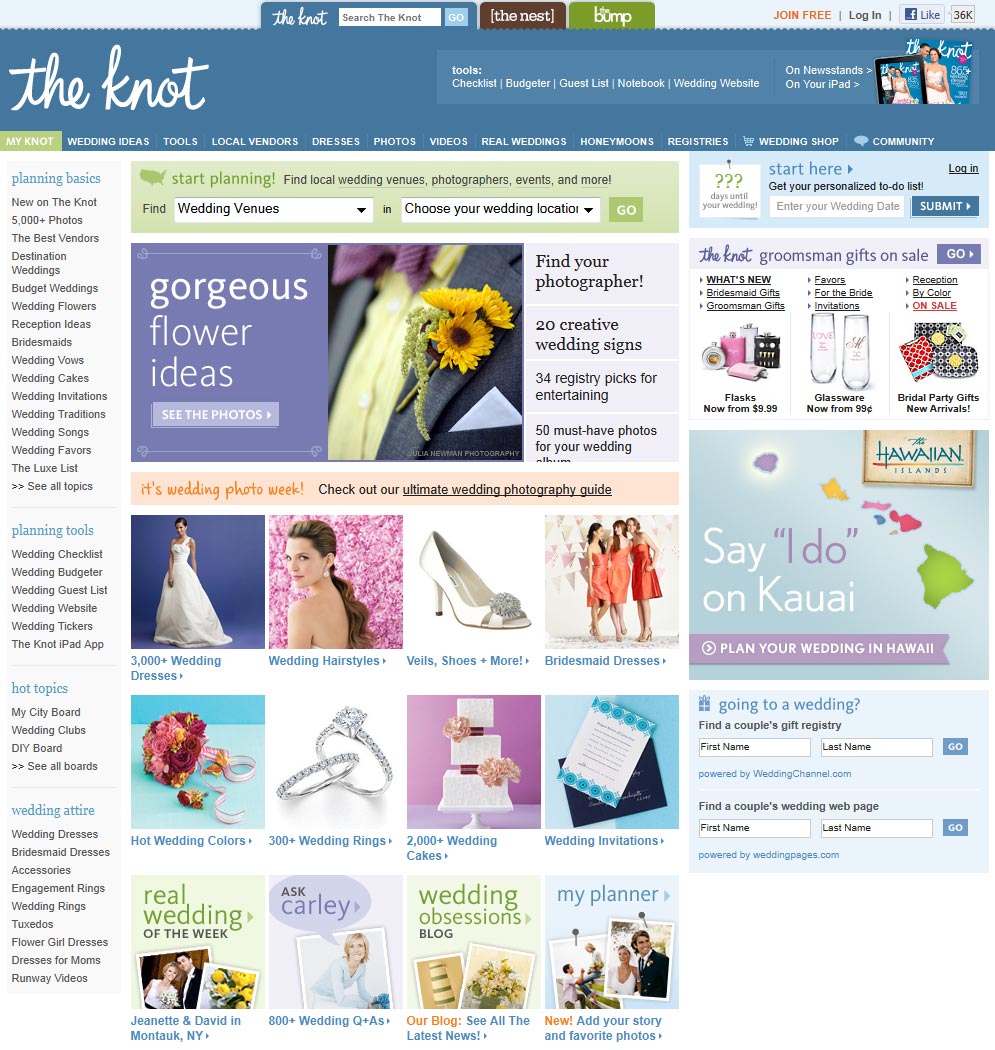 the knot
Search The Knot
GO
[the nest]
the bump
JOIN FREE | Log In |
Like
36K
the knot
tools:
Checklist | Budgeter | Guest List | Notebook | Wedding Website
On Newsstands >
On Your iPad >
MY KNOT
WEDDING IDEAS
TOOLS
LOCAL VENDORS
DRESSES
PHOTOS
VIDEOS
REAL WEDDINGS
HONEYMOONS
REGISTRIES
WEDDING SHOP
COMMUNITY
planning basics
New on The Knot
5,000+ Photos
The Best Vendors
Destination
Weddings
Budget Weddings
Wedding Flowers
Reception Ideas
Bridesmaids
Wedding Vows
Wedding Cakes
Wedding Invitations
Wedding Traditions
Wedding Songs
Wedding Favors
The Luxe List
>> See all topics
planning tools
Wedding Checklist
Wedding Budgeter
Wedding Guest List
Wedding Website
Wedding Tickers
The Knot iPad App
hot topics
My City Board
Wedding Clubs
DIY Board
>> See all boards
wedding attire
Wedding Dresses
Bridesmaid Dresses
Accessories
Engagement Rings
Wedding Rings
Tuxedos
Flower Girl Dresses
Dresses for Moms
Runway Videos
start planning! Find local wedding venues, photographers, events, and more!
Find
Wedding Venues
in
Choose your wedding location
GO
gorgeous
flower
ideas
SEE THE PHOTOS
JULIA NEWMAN PHOTOGRAPHY
Find your
photographer!
20 creative
wedding signs
34 registry picks for
entertaining
50 must-have photos
for your wedding
album
it's wedding photo week! Check out our ultimate wedding photography guide
3,000+ Wedding
Dresses
Wedding Hairstyles
Veils, Shoes + More!
Bridesmaid Dresses
Hot Wedding Colors
300+ Wedding Rings
2,000+ Wedding
Cakes
Wedding Invitations
real
wedding
OF THE WEEK
Jeanette & David in
Montauk, NY
ASK
carley
800+ Wedding Q+As
wedding
obsessions
BLOG
Our Blog: See All The
Latest News!
my planner
New! Add your story
and favorite photos
???
days until
your wedding!
start here
Log in
Get your personalized to-do list!
Enter your Wedding Date
SUBMIT
the knot groomsman gifts on sale
GO
WHAT'S NEW
Bridesmaid Gifts
Groomsman Gifts
Favors
For the Bride
Invitations
Reception
By Color
ON SALE
LOVE
M
Flasks
Now from $9.99
Glassware
Now from 99¢
Bridal Party Gifts
New Arrivals!
the
HAWAIIAN
ISLANDS
Say "I do"
on Kauai
PLAN YOUR WEDDING IN HAWAII
going to a wedding?
Find a couple's gift registry
First Name
Last Name
GO
powered by WeddingChannel.com
Find a couple's wedding web page
First Name
Last Name
GO
powered by weddingpages.com